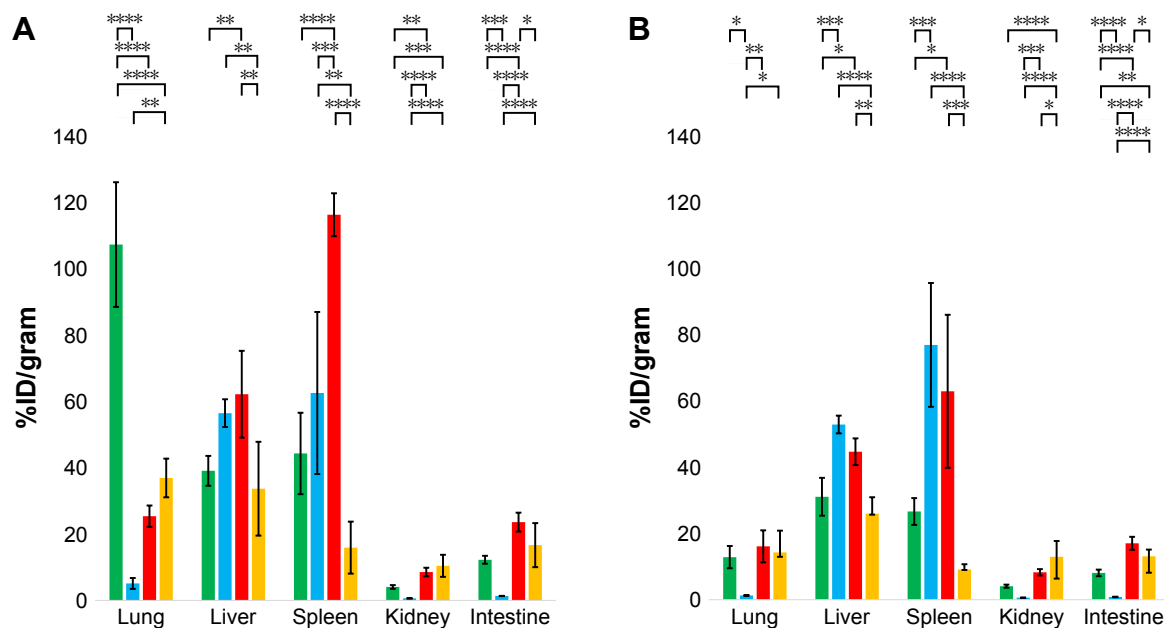 A
**** ** **** ** *** *
**** ** *** *** ****
**** ** ** **** ****
** **** **** ****
140
120
100
80
60
40
20
0
%ID/gram
Lung Liver Spleen Kidney Intestine
B
* *** *** **** **** *
** * * *** ****
* **** **** **** **
** *** * ****
****
140
120
100
80
60
40
20
0
%ID/gram
Lung Liver Spleen Kidney Intestine